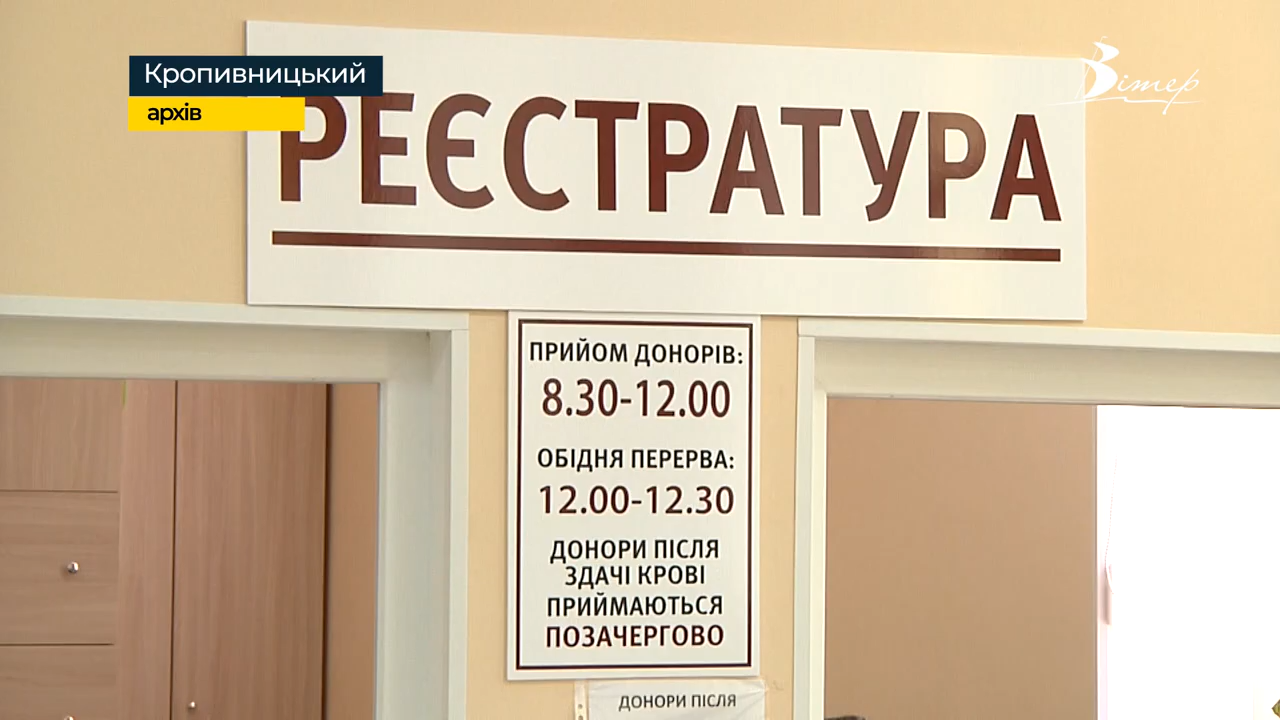 Кропивницький
архів
Вітер
РЕЄСТРАТУРА
ПРИЙОМ ДОНОРІВ:
8.30-12.00
ОБІДНЯ ПЕРЕРВА:
12.00-12.30
ДОНОРИ ПІСЛЯ
ЗДАЧІ КРОВІ
ПРИЙМАЮТЬСЯ
ПОЗАЧЕРГОВО
ДОНОРИ ПІСЛЯ